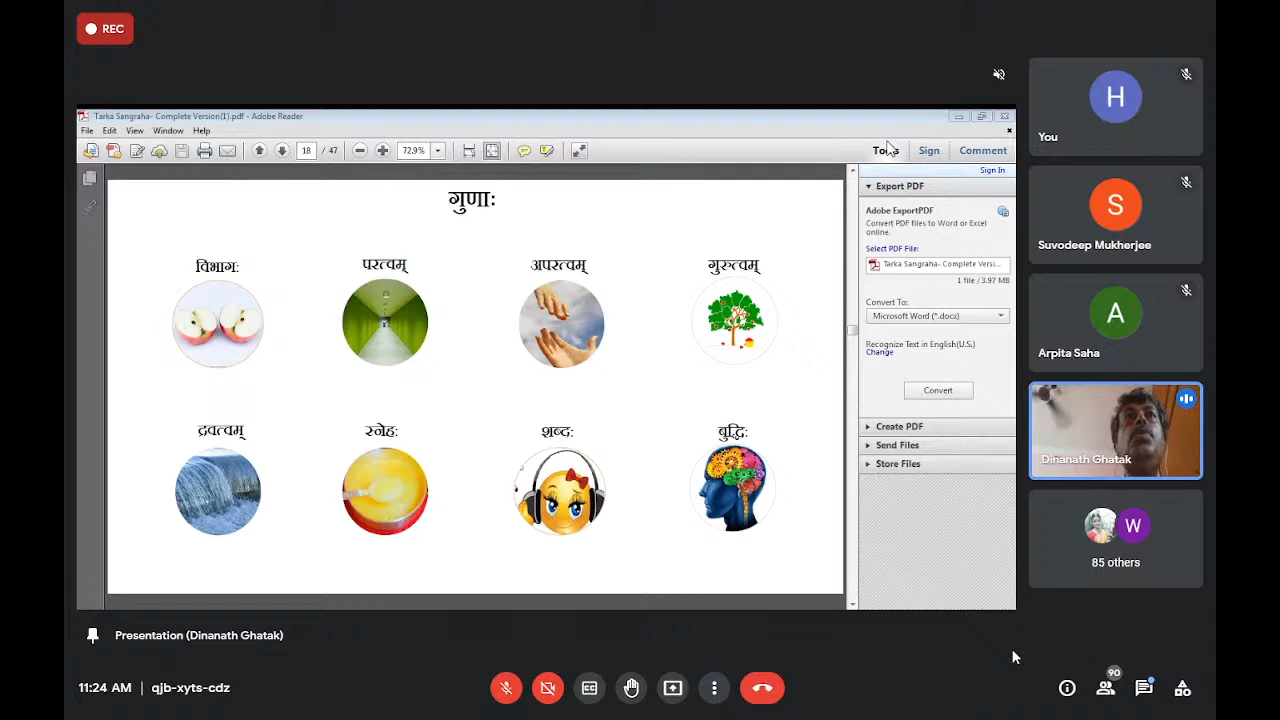 REC
Tarka Sangraha- Complete Version(1).pdf - Adobe Reader
File Edit View Window Help
18 / 47 72.9% Tools Sign Comment
Sign In
गुणाः
विभागः परत्वम् अपरत्वम् गुरुत्वम्
द्रवत्वम् स्नेहः शब्दः बुद्धिः
Export PDF
Adobe ExportPDF
Convert PDF files to Word or Excel
online.
Select PDF File:
Tarka Sangraha- Complete Versi...
1 file / 3.97 MB
Convert To:
Microsoft Word (*.docx)
Recognize Text in English(U.S.)
Change
Convert
Create PDF
Send Files
Store Files
H
You
S
Suvodeep Mukherjee
A
Arpita Saha
Dinanath Ghatak
W
85 others
Presentation (Dinanath Ghatak)
11:24 AM | qjb-xyts-cdz
CC
90